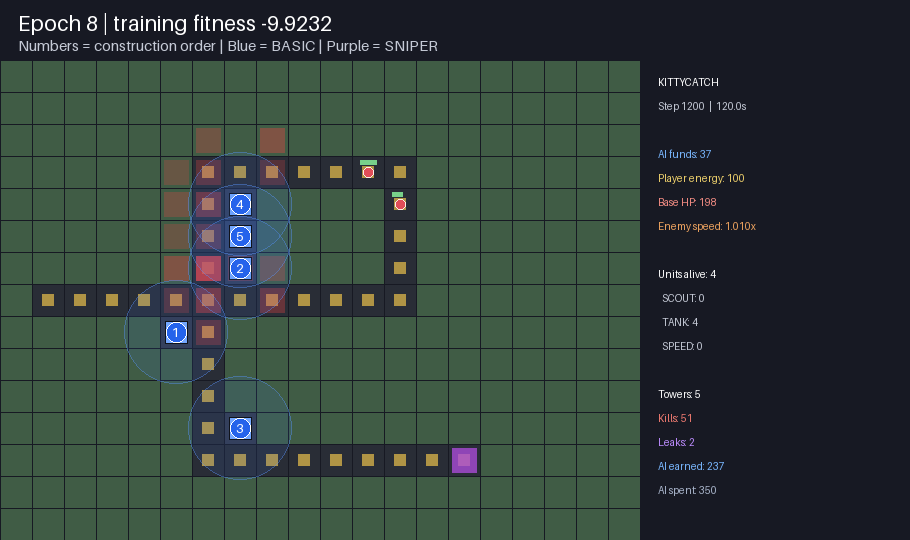 Epoch 8 | training fitness -9.9232
Numbers = construction order | Blue = BASIC | Purple = SNIPER
KITTYCATCH
Step 1200 | 120.0s
AI funds: 37
Player energy: 100
Base HP: 198
Enemy speed: 1.010x
Units alive: 4
SCOUT: 0
TANK: 4
SPEED: 0
Towers: 5
Kills: 51
Leaks: 2
AI earned: 237
AI spent: 350
4
5
2
1
3